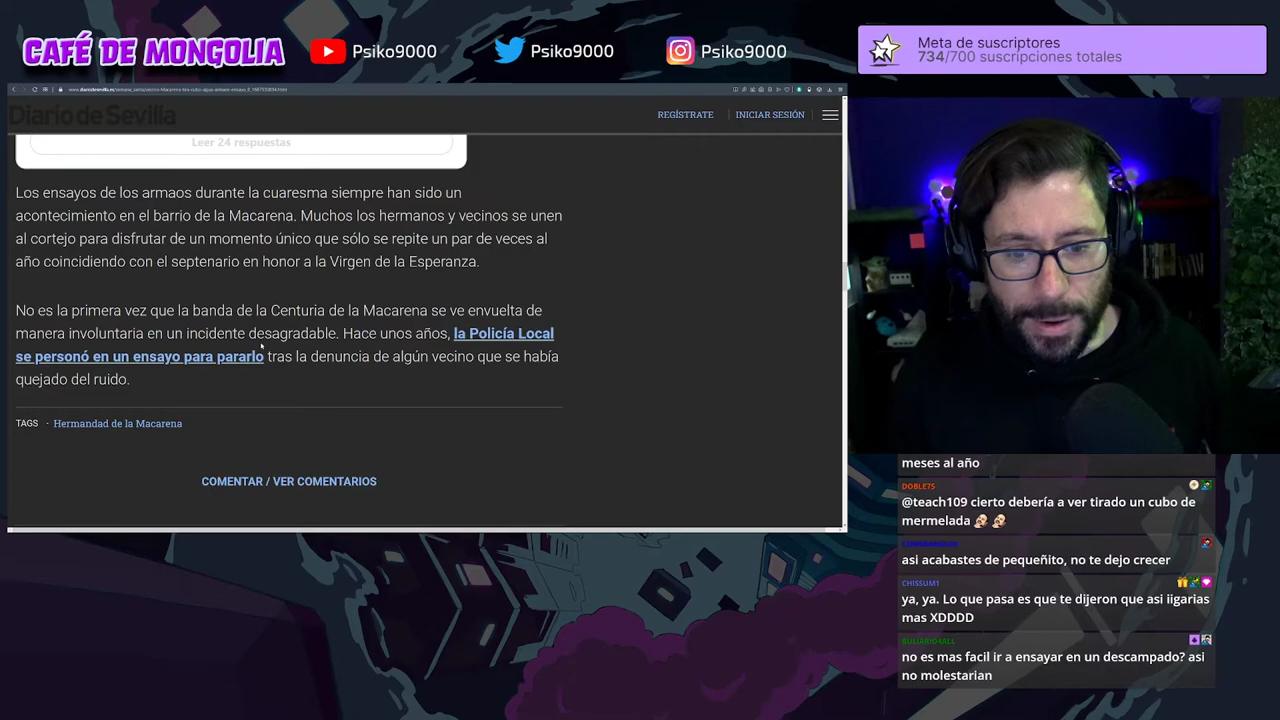 CAFÉ DE MONGOLIA
Psiko9000
Psiko9000
Psiko9000
Meta de suscriptores
734/700 suscripciones totales
Diario de Sevilla
REGÍSTRATE
INICIAR SESIÓN
Leer 24 respuestas
Los ensayos de los armaos durante la cuaresma siempre han sido un
acontecimiento en el barrio de la Macarena. Muchos los hermanos y vecinos se unen
al cortejo para disfrutar de un momento único que sólo se repite un par de veces al
año coincidiendo con el septenario en honor a la Virgen de la Esperanza.
No es la primera vez que la banda de la Centuria de la Macarena se ve envuelta de
manera involuntaria en un incidente desagradable. Hace unos años, la Policía Local
se personó en un ensayo para pararlo tras la denuncia de algún vecino que se había
quejado del ruido.
TAGS - Hermandad de la Macarena
COMENTAR / VER COMENTARIOS
meses al año
DOBLE75
@teach109 cierto debería a ver tirado un cubo de
mermelada
asi acabastes de pequeñito, no te dejo crecer
CHISSUM1
ya, ya. Lo que pasa es que te dijeron que asi iigarias
mas XDDDD
no es mas facil ir a ensayar en un descampado? asi
no molestarian